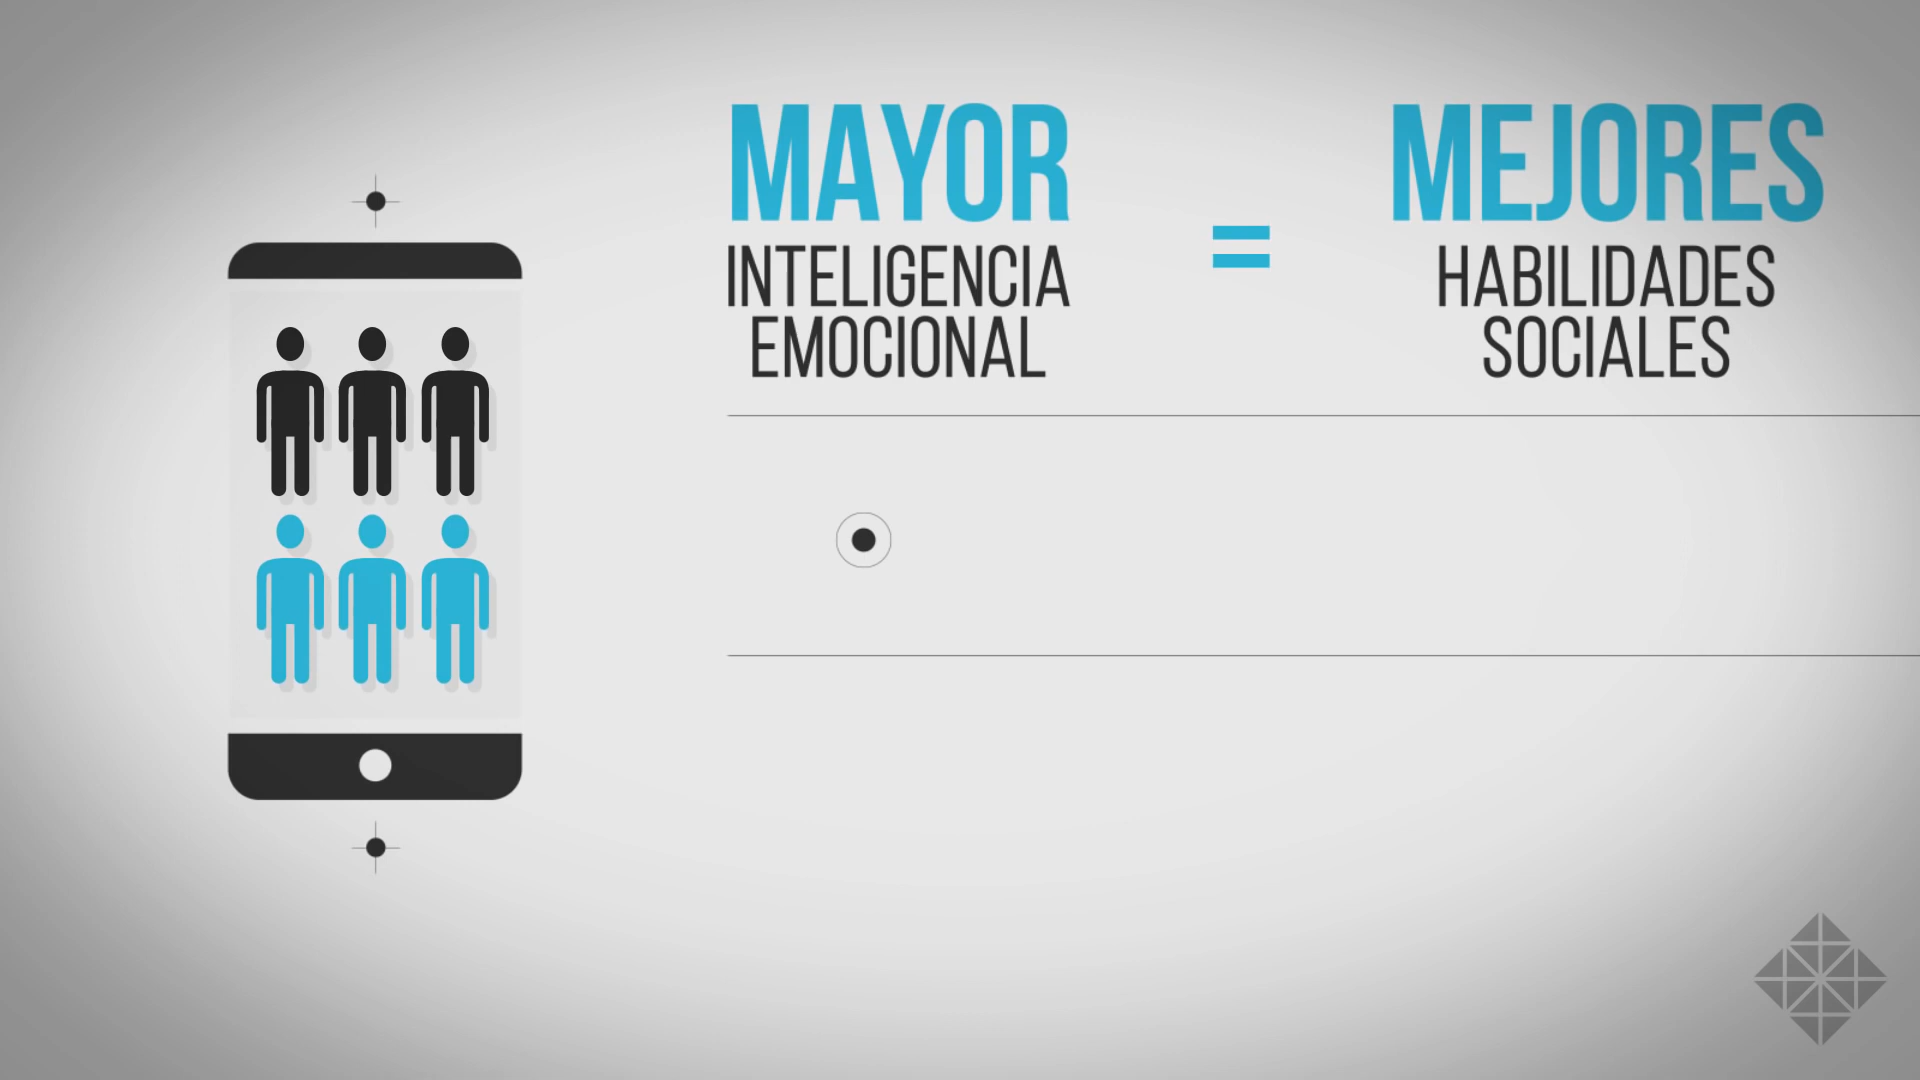 MAYOR
INTELIGENCIA
EMOCIONAL
=
MEJORES
HABILIDADES
SOCIALES